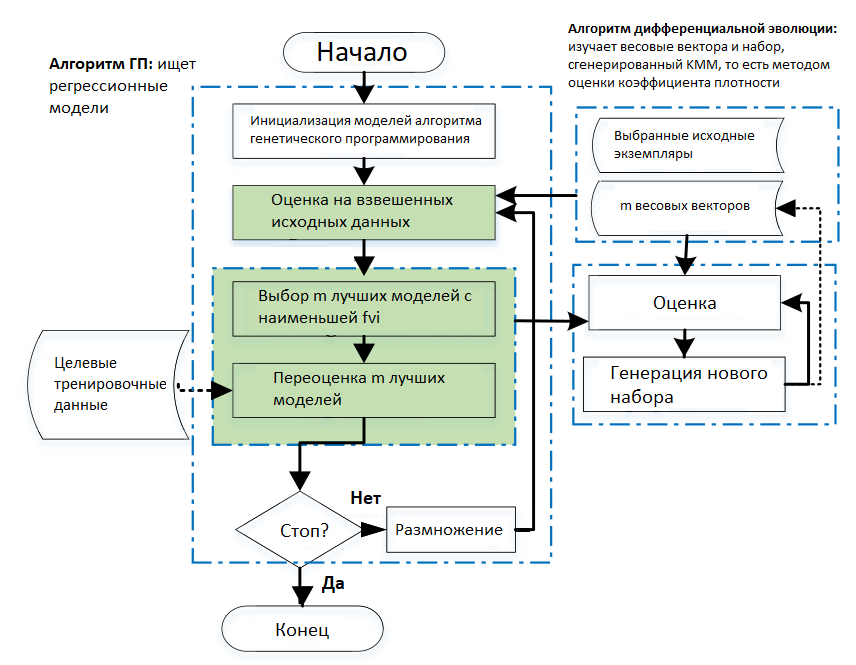 Начало
Алгоритм ГП: ищет
регрессионные
модели
Алгоритм дифференциальной эволюции:
изучает весовые вектора и набор,
сгенерированный KMM, то есть методом
оценки коэффициента плотности
Инициализация моделей алгоритма
генетического программирования
Выбранные исходные
экземпляры
Оценка на взвешенных
исходных данных
m весовых векторов
Выбор m лучших моделей с
наименьшей fvi
Оценка
Целевые
тренировочные
данные
Переоценка m лучших
моделей
Генерация нового
набора
Нет
Стоп?
Размножение
Да
Конец